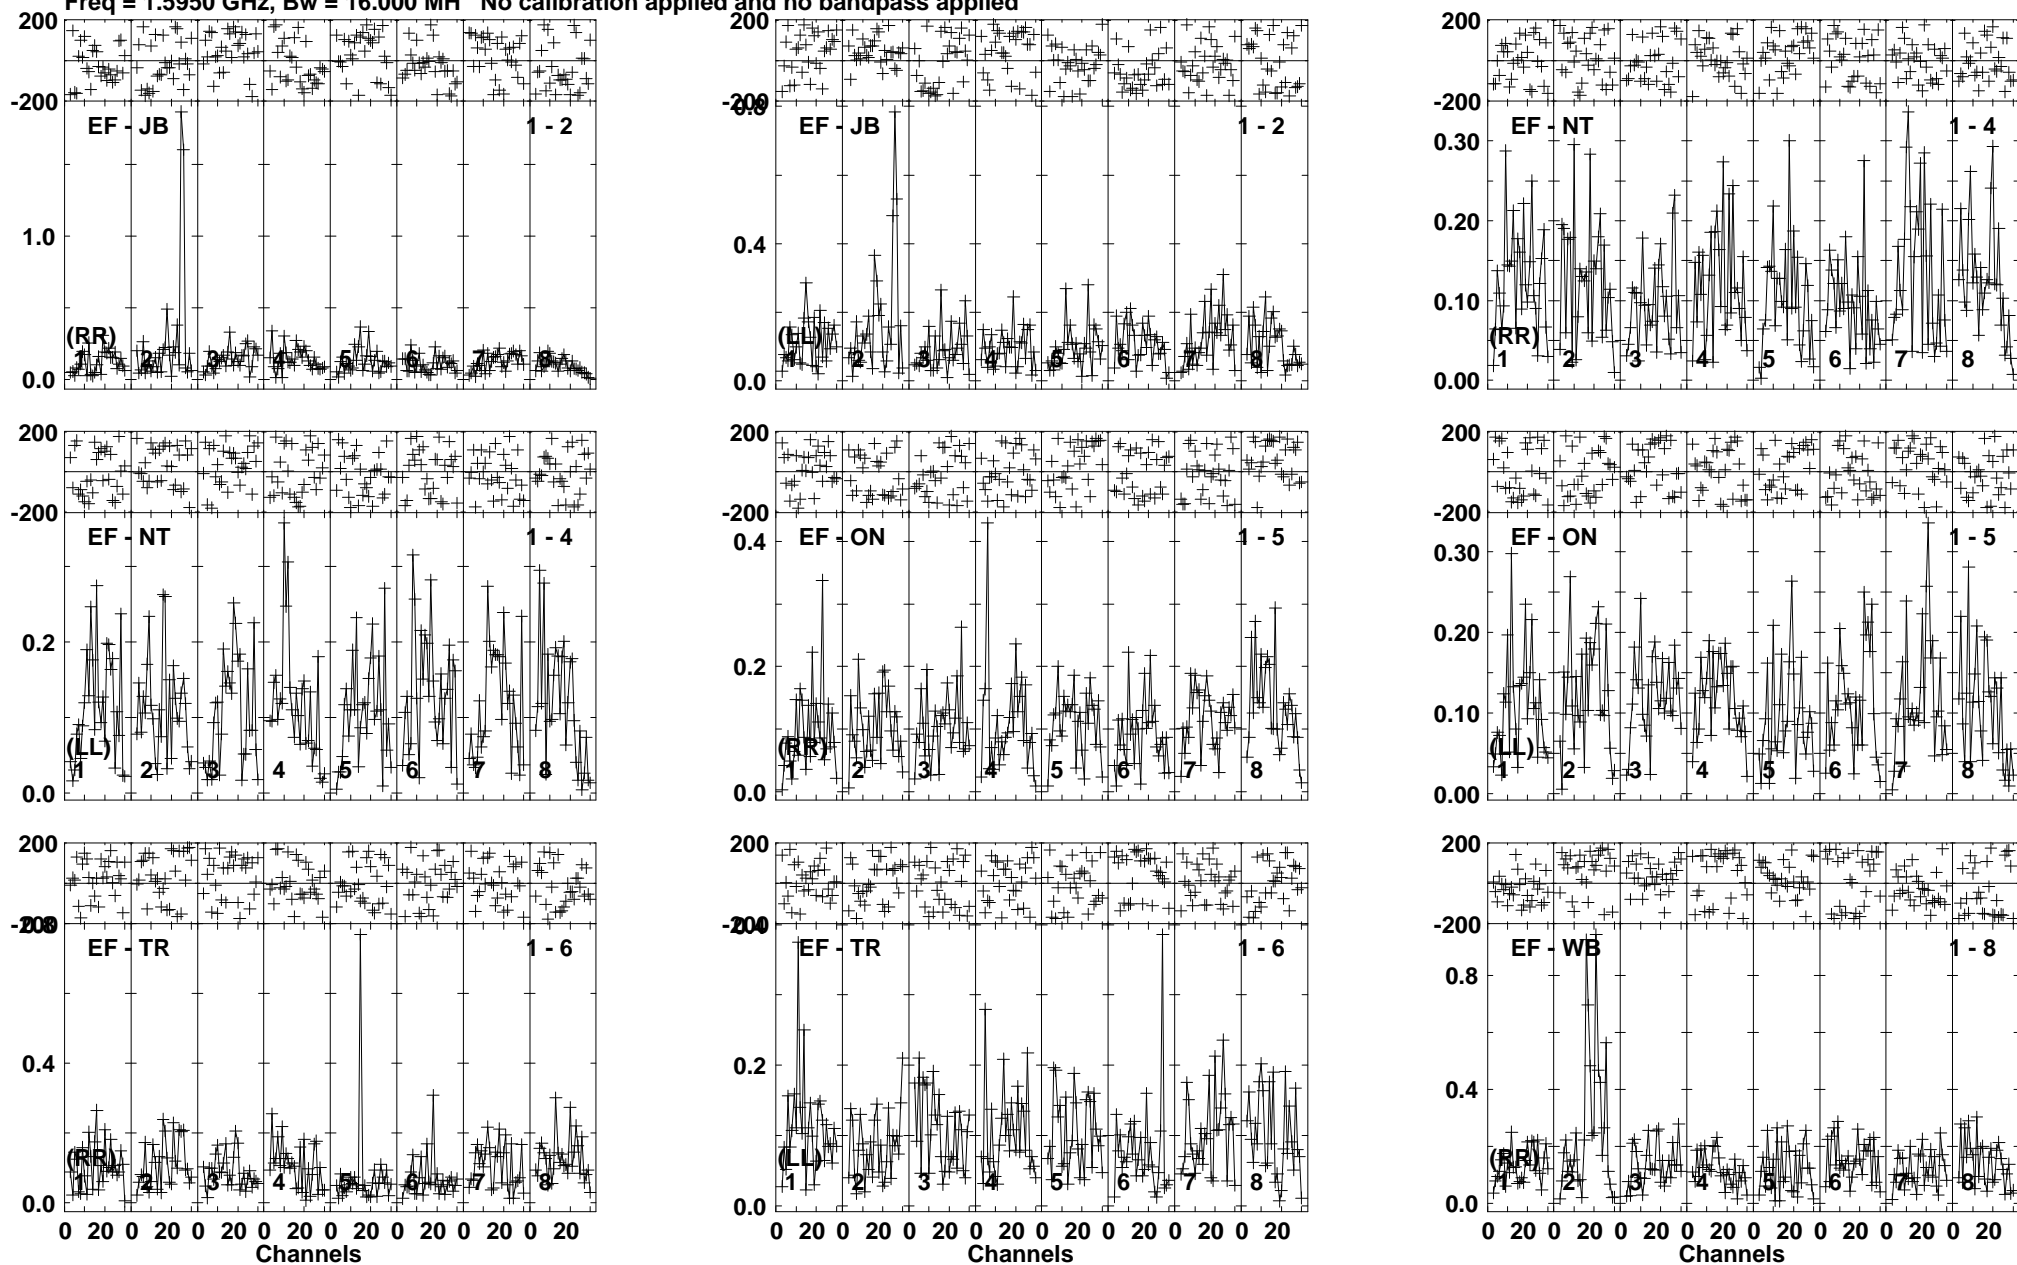 Freq = 1.5950 GHz, Bw = 16.000 MH   No calibration applied and no bandpass applied
200 200 200
-200 -200 -200
0.8
EF - JB 1 - 2 EF - JB 1 - 2 EF - NT 1 - 4
0.30
1.0 0.4 0.20
0.10
(RR) (LL) (RR)
1 2 3 4 5 6 7 8 1 2 3 4 5 6 7 8 1 2 3 4 5 6 7 8
0.0 0.0 0.00
200 200 200
-200 -200 -200
EF - NT 1 - 4 EF - ON 1 - 5 EF - ON 1 - 5
0.4 0.30
0.2 0.2 0.20
0.10
(LL) (RR) (LL)
1 2 3 4 5 6 7 8 1 2 3 4 5 6 7 8 1 2 3 4 5 6 7 8
0.0 0.0 0.00
200 200 200
-200 -200 -200
0.8 0.4
EF - TR 1 - 6 EF - TR 1 - 6 EF - WB 1 - 8
0.8
0.4 0.2 0.4
(RR) (LL) (RR)
1 2 3 4 5 6 7 8 1 2 3 4 5 6 7 8 1 2 3 4 5 6 7 8
0.0 0.0 0.0
0 20 0 20 0 20 0 20 0 20 0 20 0 20 0 20 0 20 0 20 0 20 0 20 0 20 0 20 0 20 0 20 0 20 0 20 0 20 0 20 0 20 0 20 0 20 0 20
Channels Channels Channels